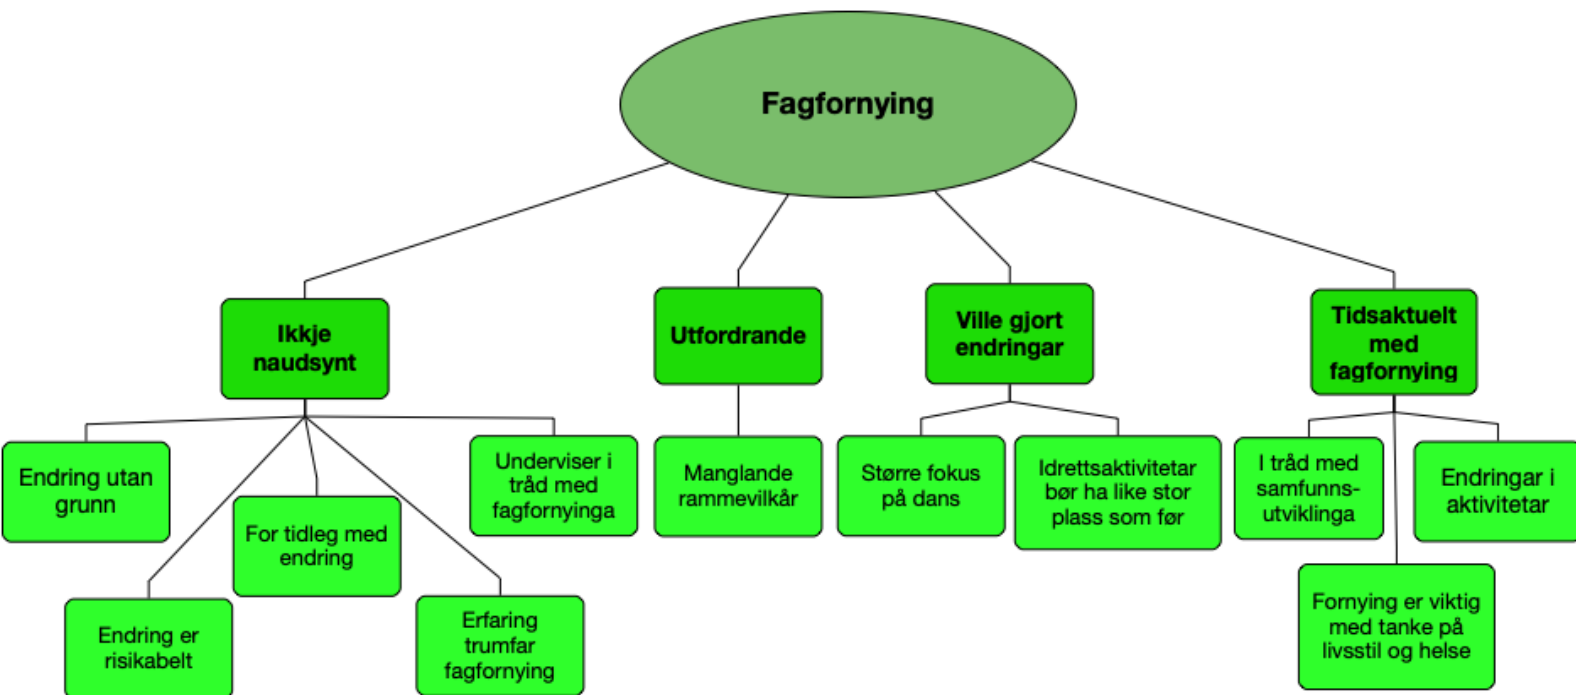 Fagfornying
Ikkje
naudsynt
Utfordrande
Ville gjort
endringar
Tidsaktuelt
med
fagfornying
Endring utan
grunn
Endring er
risikabelt
For tidleg med
endring
Erfaring
trumfar
fagfornying
Underviser i
tråd med
fagfornyinga
Manglande
rammevilkår
Større fokus
på dans
Idrettsaktivitetar
bør ha like stor
plass som før
I tråd med
samfunns-
utviklinga
Fornying er viktig
med tanke på
livsstil og helse
Endringar i
aktivitetar